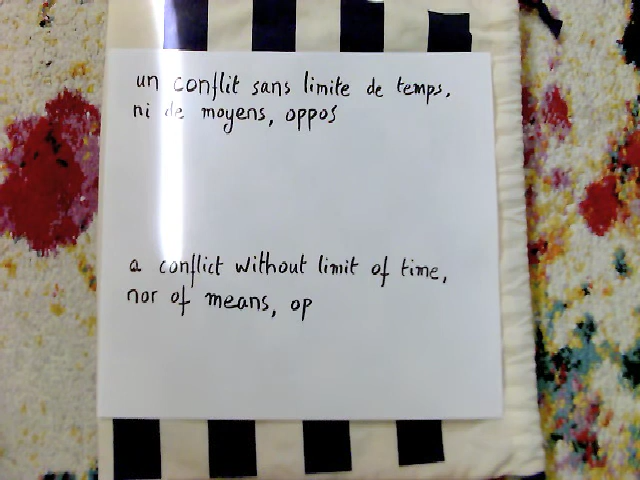 un conflit sans limite de temps,
ni de moyens, oppos
a conflict without limit of time,
nor of means, op